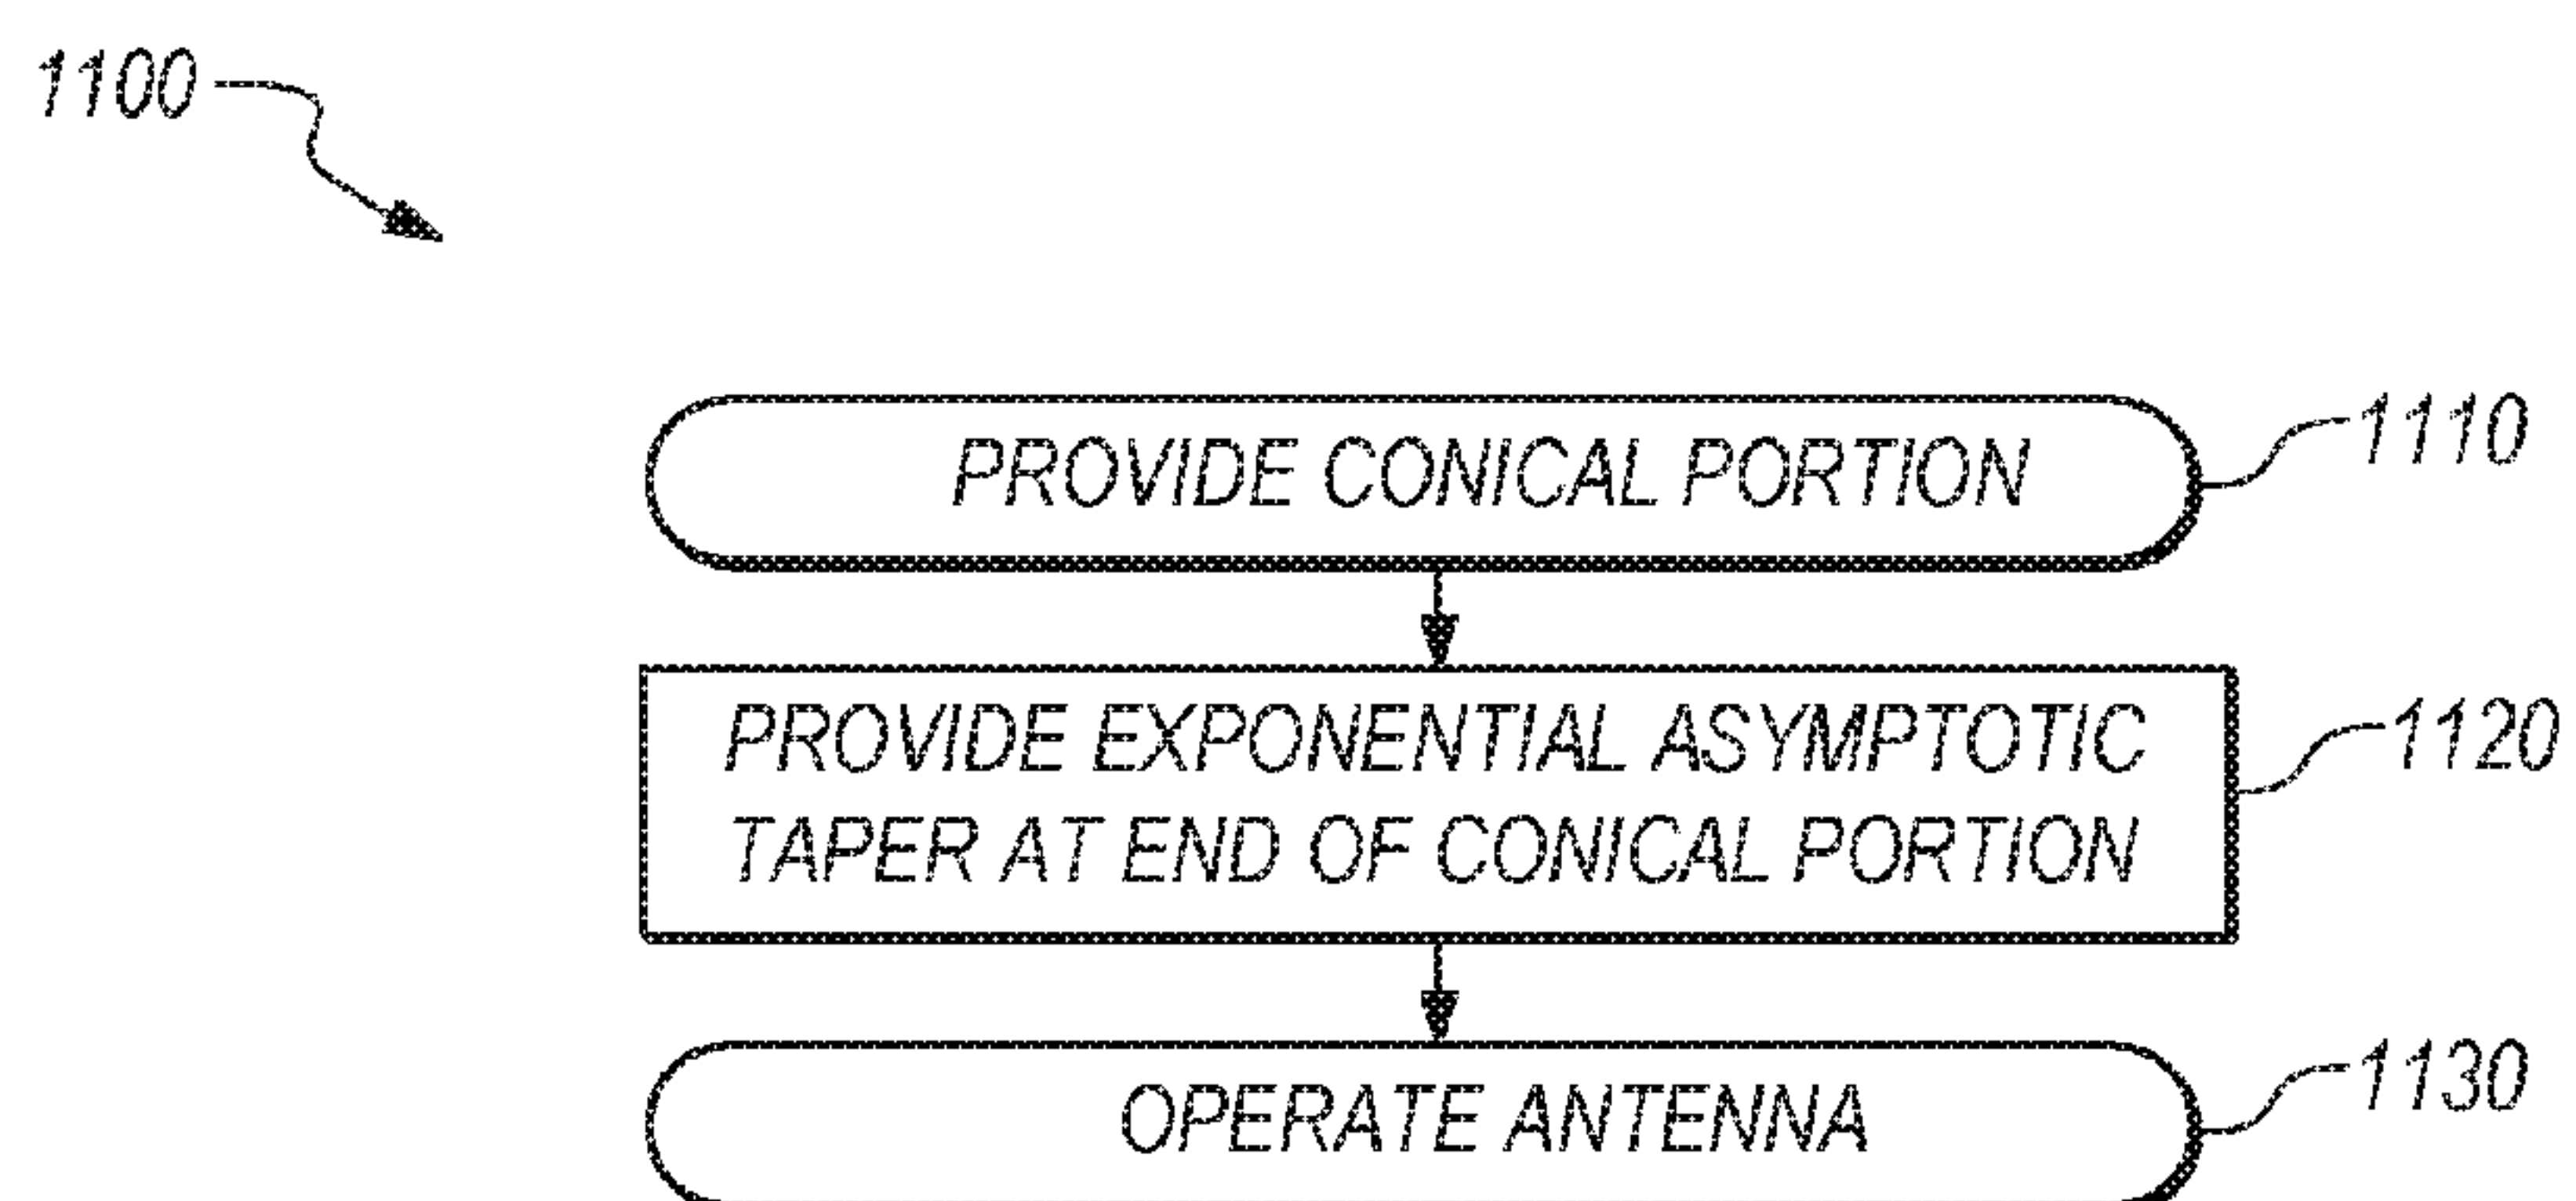 1100
PROVIDE CONICAL PORTION
1110
PROVIDE EXPONENTIAL ASYMPTOTIC
TAPER AT END OF CONICAL PORTION
1120
OPERATE ANTENNA
1130